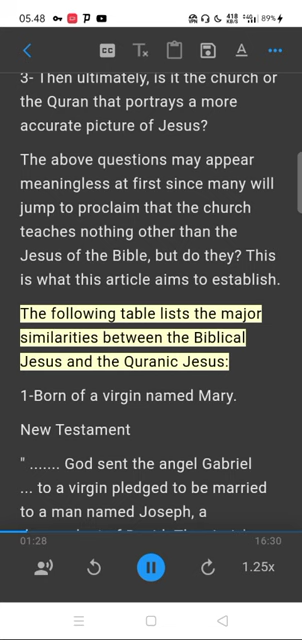 05.48
418
KB/S
89%
CC
3- Then ultimately, is it the church or
the Quran that portrays a more
accurate picture of Jesus?
The above questions may appear
meaningless at first since many will
jump to proclaim that the church
teaches nothing other than the
Jesus of the Bible, but do they? This
is what this article aims to establish.
The following table lists the major
similarities between the Biblical
Jesus and the Quranic Jesus:
1-Born of a virgin named Mary.
New Testament
" ....... God sent the angel Gabriel
... to a virgin pledged to be married
to a man named Joseph, a
01:28
16:30
1.25x